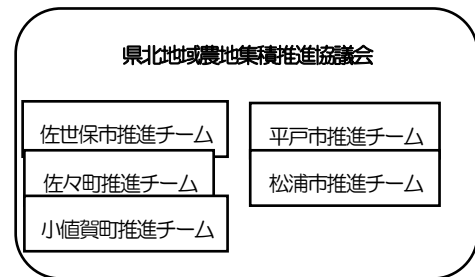 県北地域農地集積推進協議会
佐世保市推進チーム
平戸市推進チーム
佐々町推進チーム
松浦市推進チーム
小値賀町推進チーム